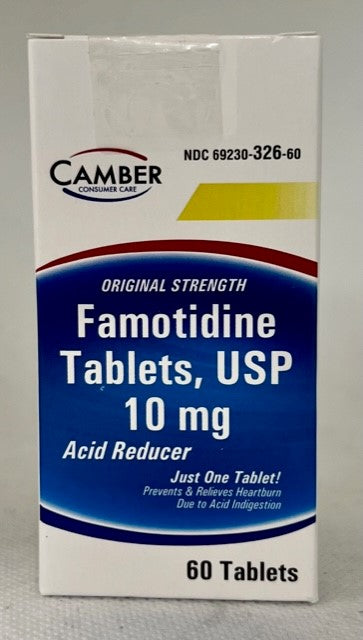 CAMBER
CONSUMER CARE
NDC 69230-326-60
ORIGINAL STRENGTH
Famotidine
Tablets, USP
10 mg
Acid Reducer
Just One Tablet!
Prevents & Relieves Heartburn
Due to Acid Indigestion
60 Tablets